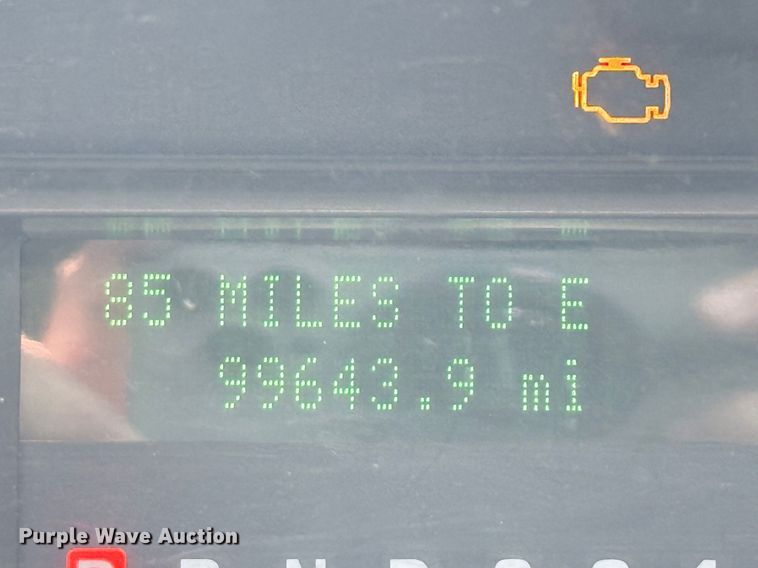 85 MILES TO E
99643.9 mi
Purple Wave Auction